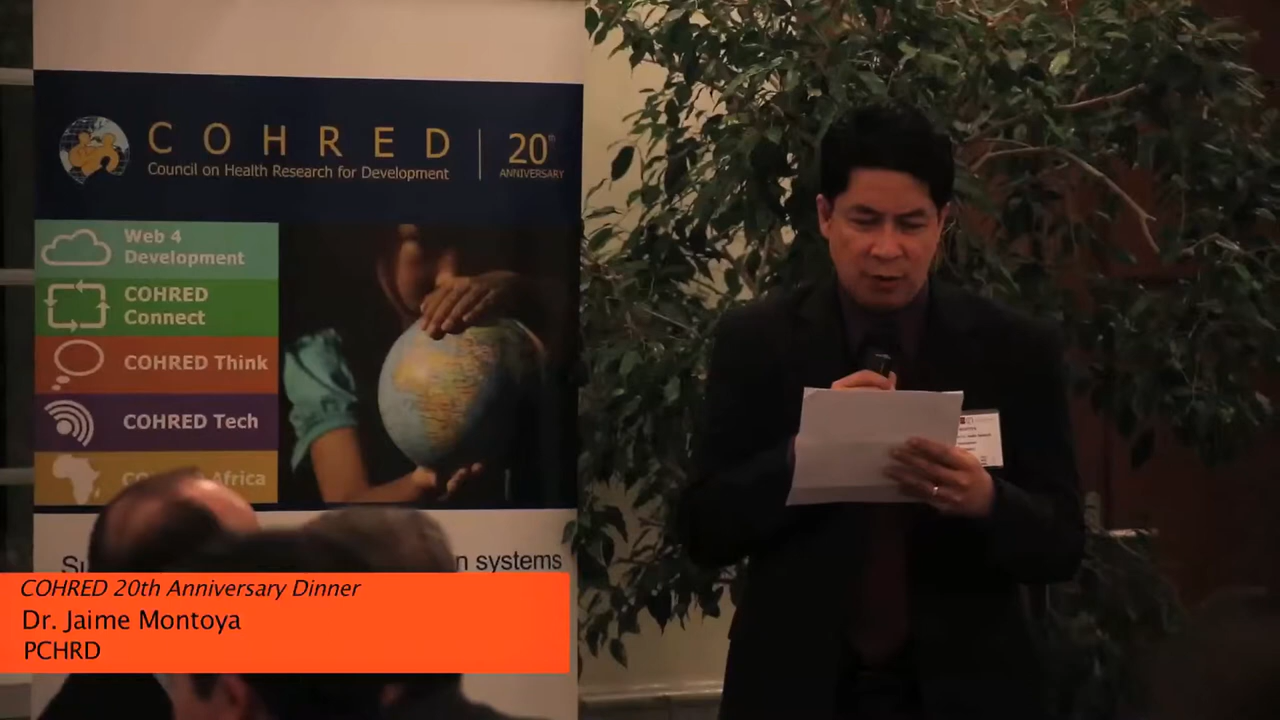 COHRED
Council on Health Research for Development
20th
ANNIVERSARY
Web 4
Development
COHRED
Connect
COHRED Think
COHRED Tech
Africa
systems
COHRED 20th Anniversary Dinner
Dr. Jaime Montoya
PCHRD